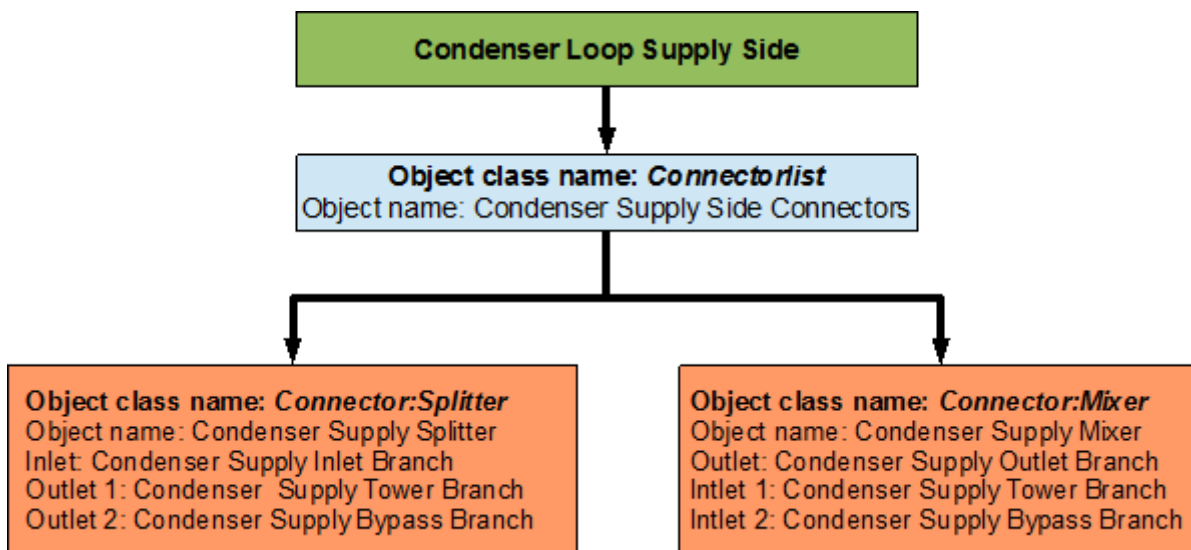 Condenser Loop Supply Side
Object class name: Connectorlist
Object name: Condenser Supply Side Connectors
Object class name: Connector:Splitter
Object name: Condenser Supply Splitter
Inlet: Condenser Supply Inlet Branch
Outlet 1: Condenser  Supply Tower Branch
Outlet 2: Condenser Supply Bypass Branch
Object class name: Connector:Mixer
Object name: Condenser Supply Mixer
Outlet: Condenser Supply Outlet Branch
Intlet 1: Condenser Supply Tower Branch
Intlet 2: Condenser Supply Bypass Branch